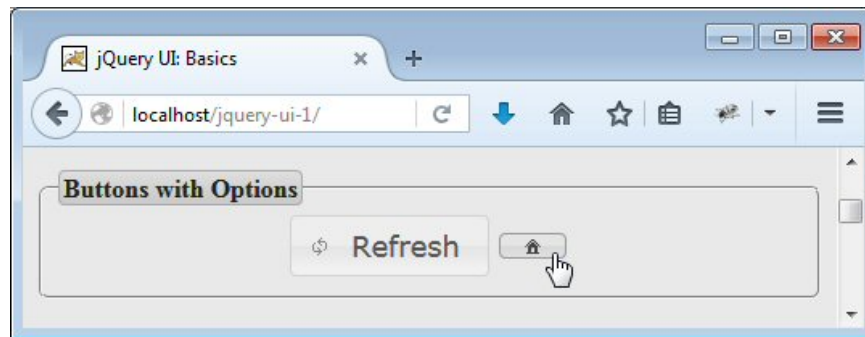 jQuery UI: Basics
localhost/jquery-ui-1/
Buttons with Options
Refresh